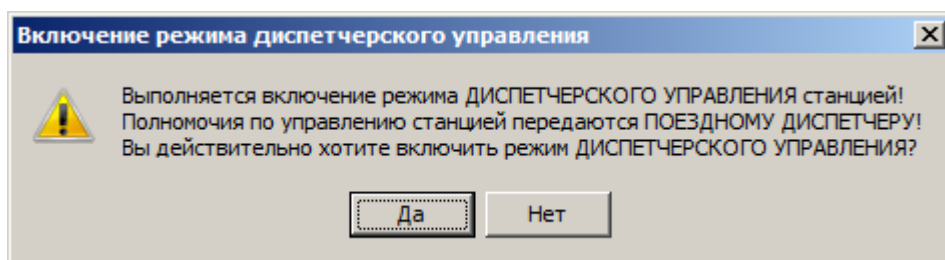 Включение режима диспетчерского управления
Выполняется включение режима ДИСПЕТЧЕРСКОГО УПРАВЛЕНИЯ станцией!
Полномочия по управлению станцией передаются ПОЕЗДНОМУ ДИСПЕТЧЕРУ!
Вы действительно хотите включить режим ДИСПЕТЧЕРСКОГО УПРАВЛЕНИЯ?
Да Нет